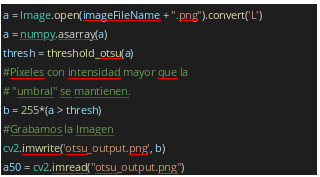 a = Image.open(imageFileName + ".png").convert('L')
a = numpy.asarray(a)
thresh = threshold_otsu(a)
#Píxeles con intensidad mayor que la
# "umbral" se mantienen.
b = 255*(a > thresh)
#Grabamos la Imagen
cv2.imwrite('otsu_output.png', b)
a50 = cv2.imread("otsu_output.png")